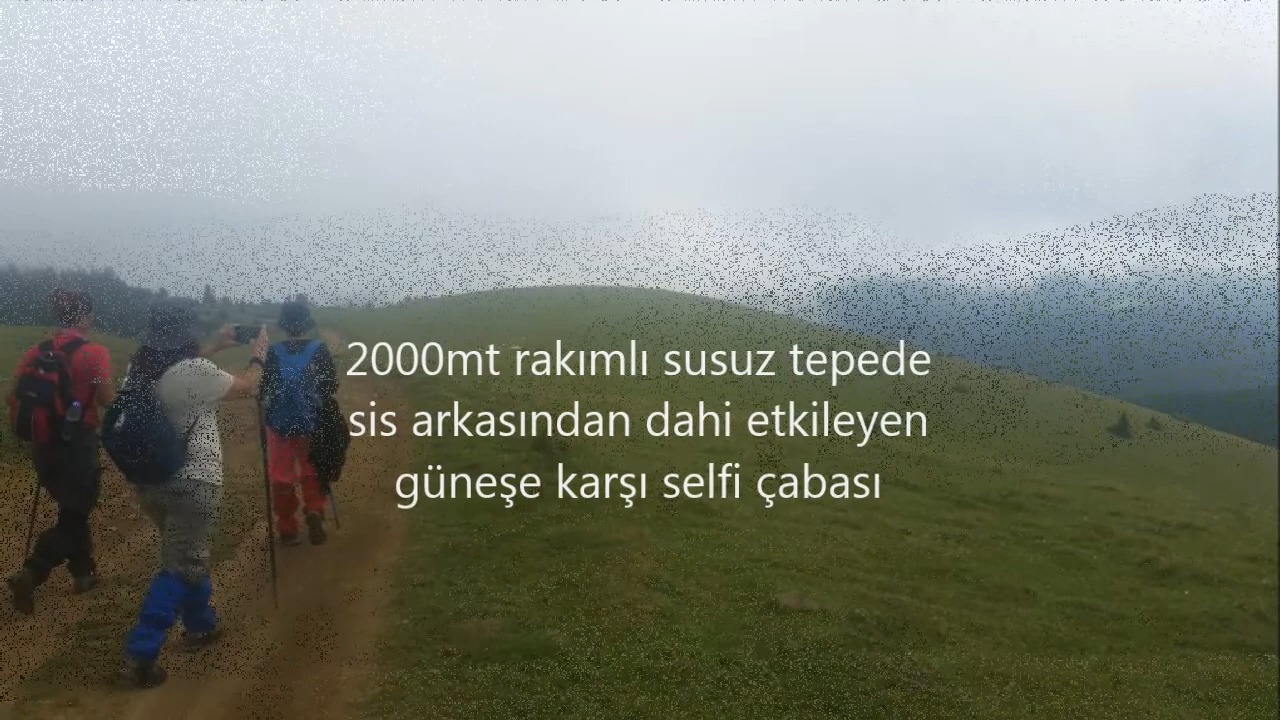 2000mt rakımlı susuz tepede
sis arkasından dahi etkileyen
güneşe karşı selfi çabası